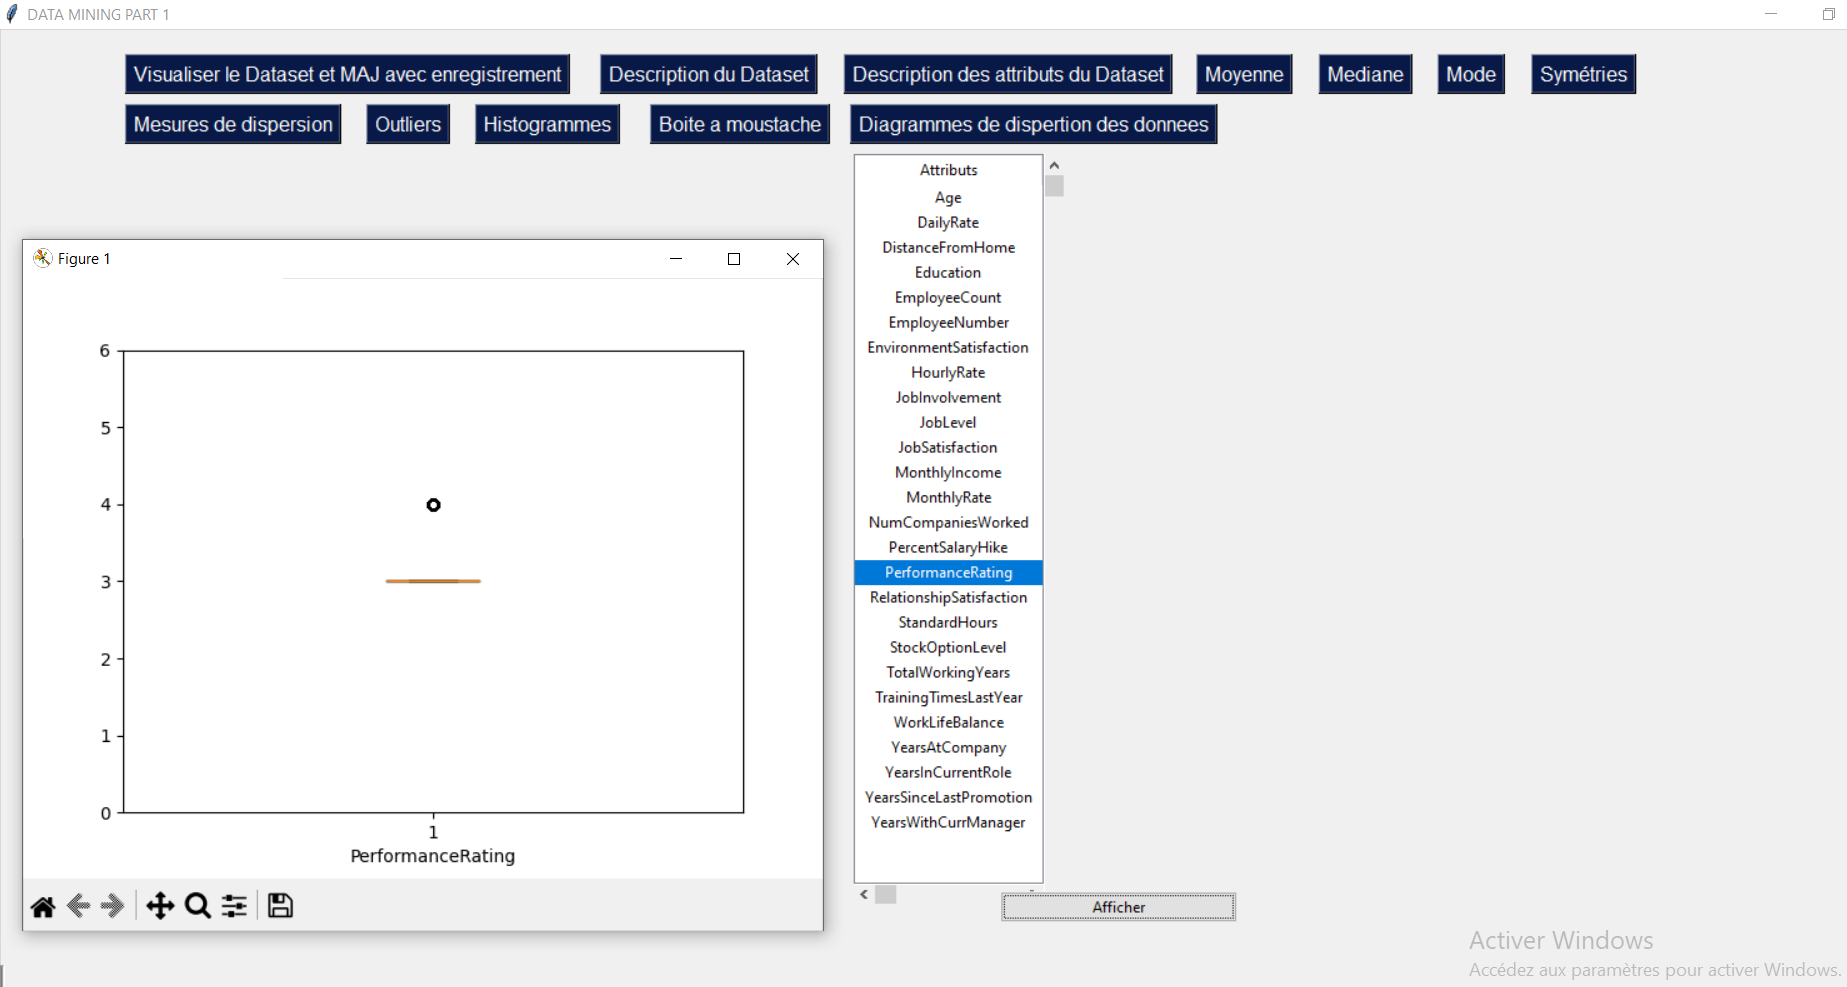 DATA MINING PART 1
Visualiser le Dataset et MAJ avec enregistrement
Description du Dataset
Description des attributs du Dataset
Moyenne
Mediane
Mode
Symétries
Mesures de dispersion
Outliers
Histogrammes
Boite a moustache
Diagrammes de dispertion des donnees
Figure 1
6
5
4
3
2
1
0
1
PerformanceRating
Attributs
Age
DailyRate
DistanceFromHome
Education
EmployeeCount
EmployeeNumber
EnvironmentSatisfaction
HourlyRate
JobInvolvement
JobLevel
JobSatisfaction
MonthlyIncome
MonthlyRate
NumCompaniesWorked
PercentSalaryHike
PerformanceRating
RelationshipSatisfaction
StandardHours
StockOptionLevel
TotalWorkingYears
TrainingTimesLastYear
WorkLifeBalance
YearsAtCompany
YearsInCurrentRole
YearsSinceLastPromotion
YearsWithCurrManager
Afficher
Activer Windows
Accédez aux paramètres pour activer Windows.